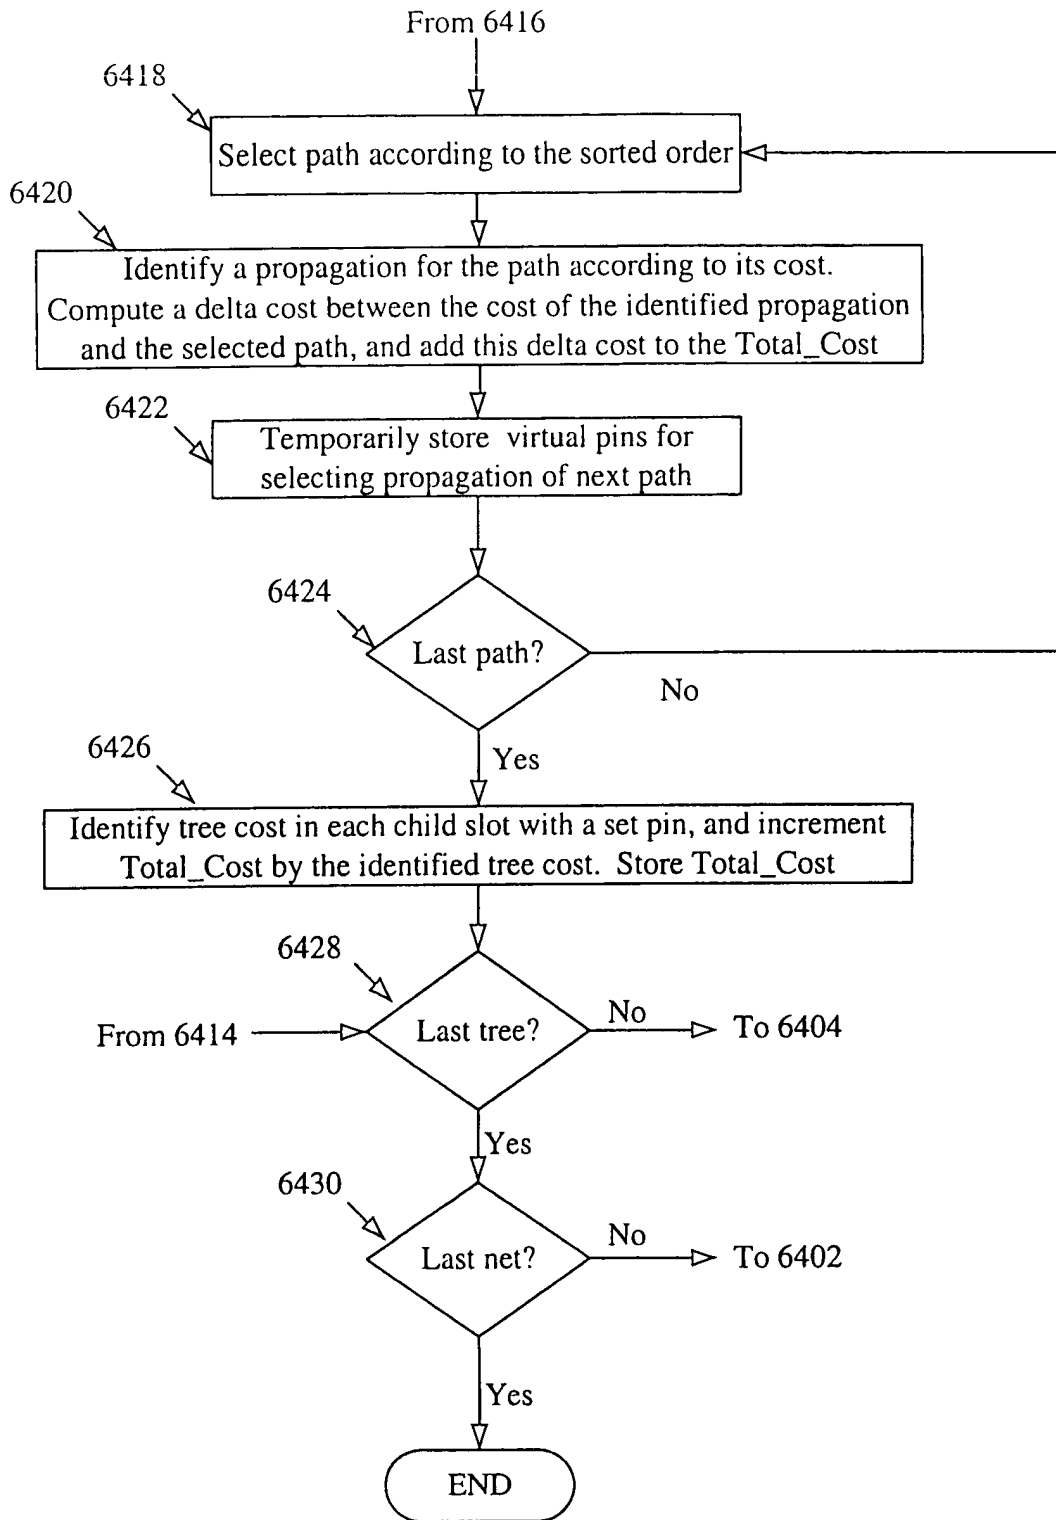 From 6416
6418
Select path according to the sorted order
6420
Identify a propagation for the path according to its cost.
Compute a delta cost between the cost of the identified propagation
and the selected path, and add this delta cost to the Total_Cost
6422
Temporarily store virtual pins for
selecting propagation of next path
6424
Last path?
No
Yes
6426
Identify tree cost in each child slot with a set pin, and increment
Total_Cost by the identified tree cost. Store Total_Cost
6428
From 6414
Last tree?
No
To 6404
Yes
6430
Last net?
No
To 6402
Yes
END